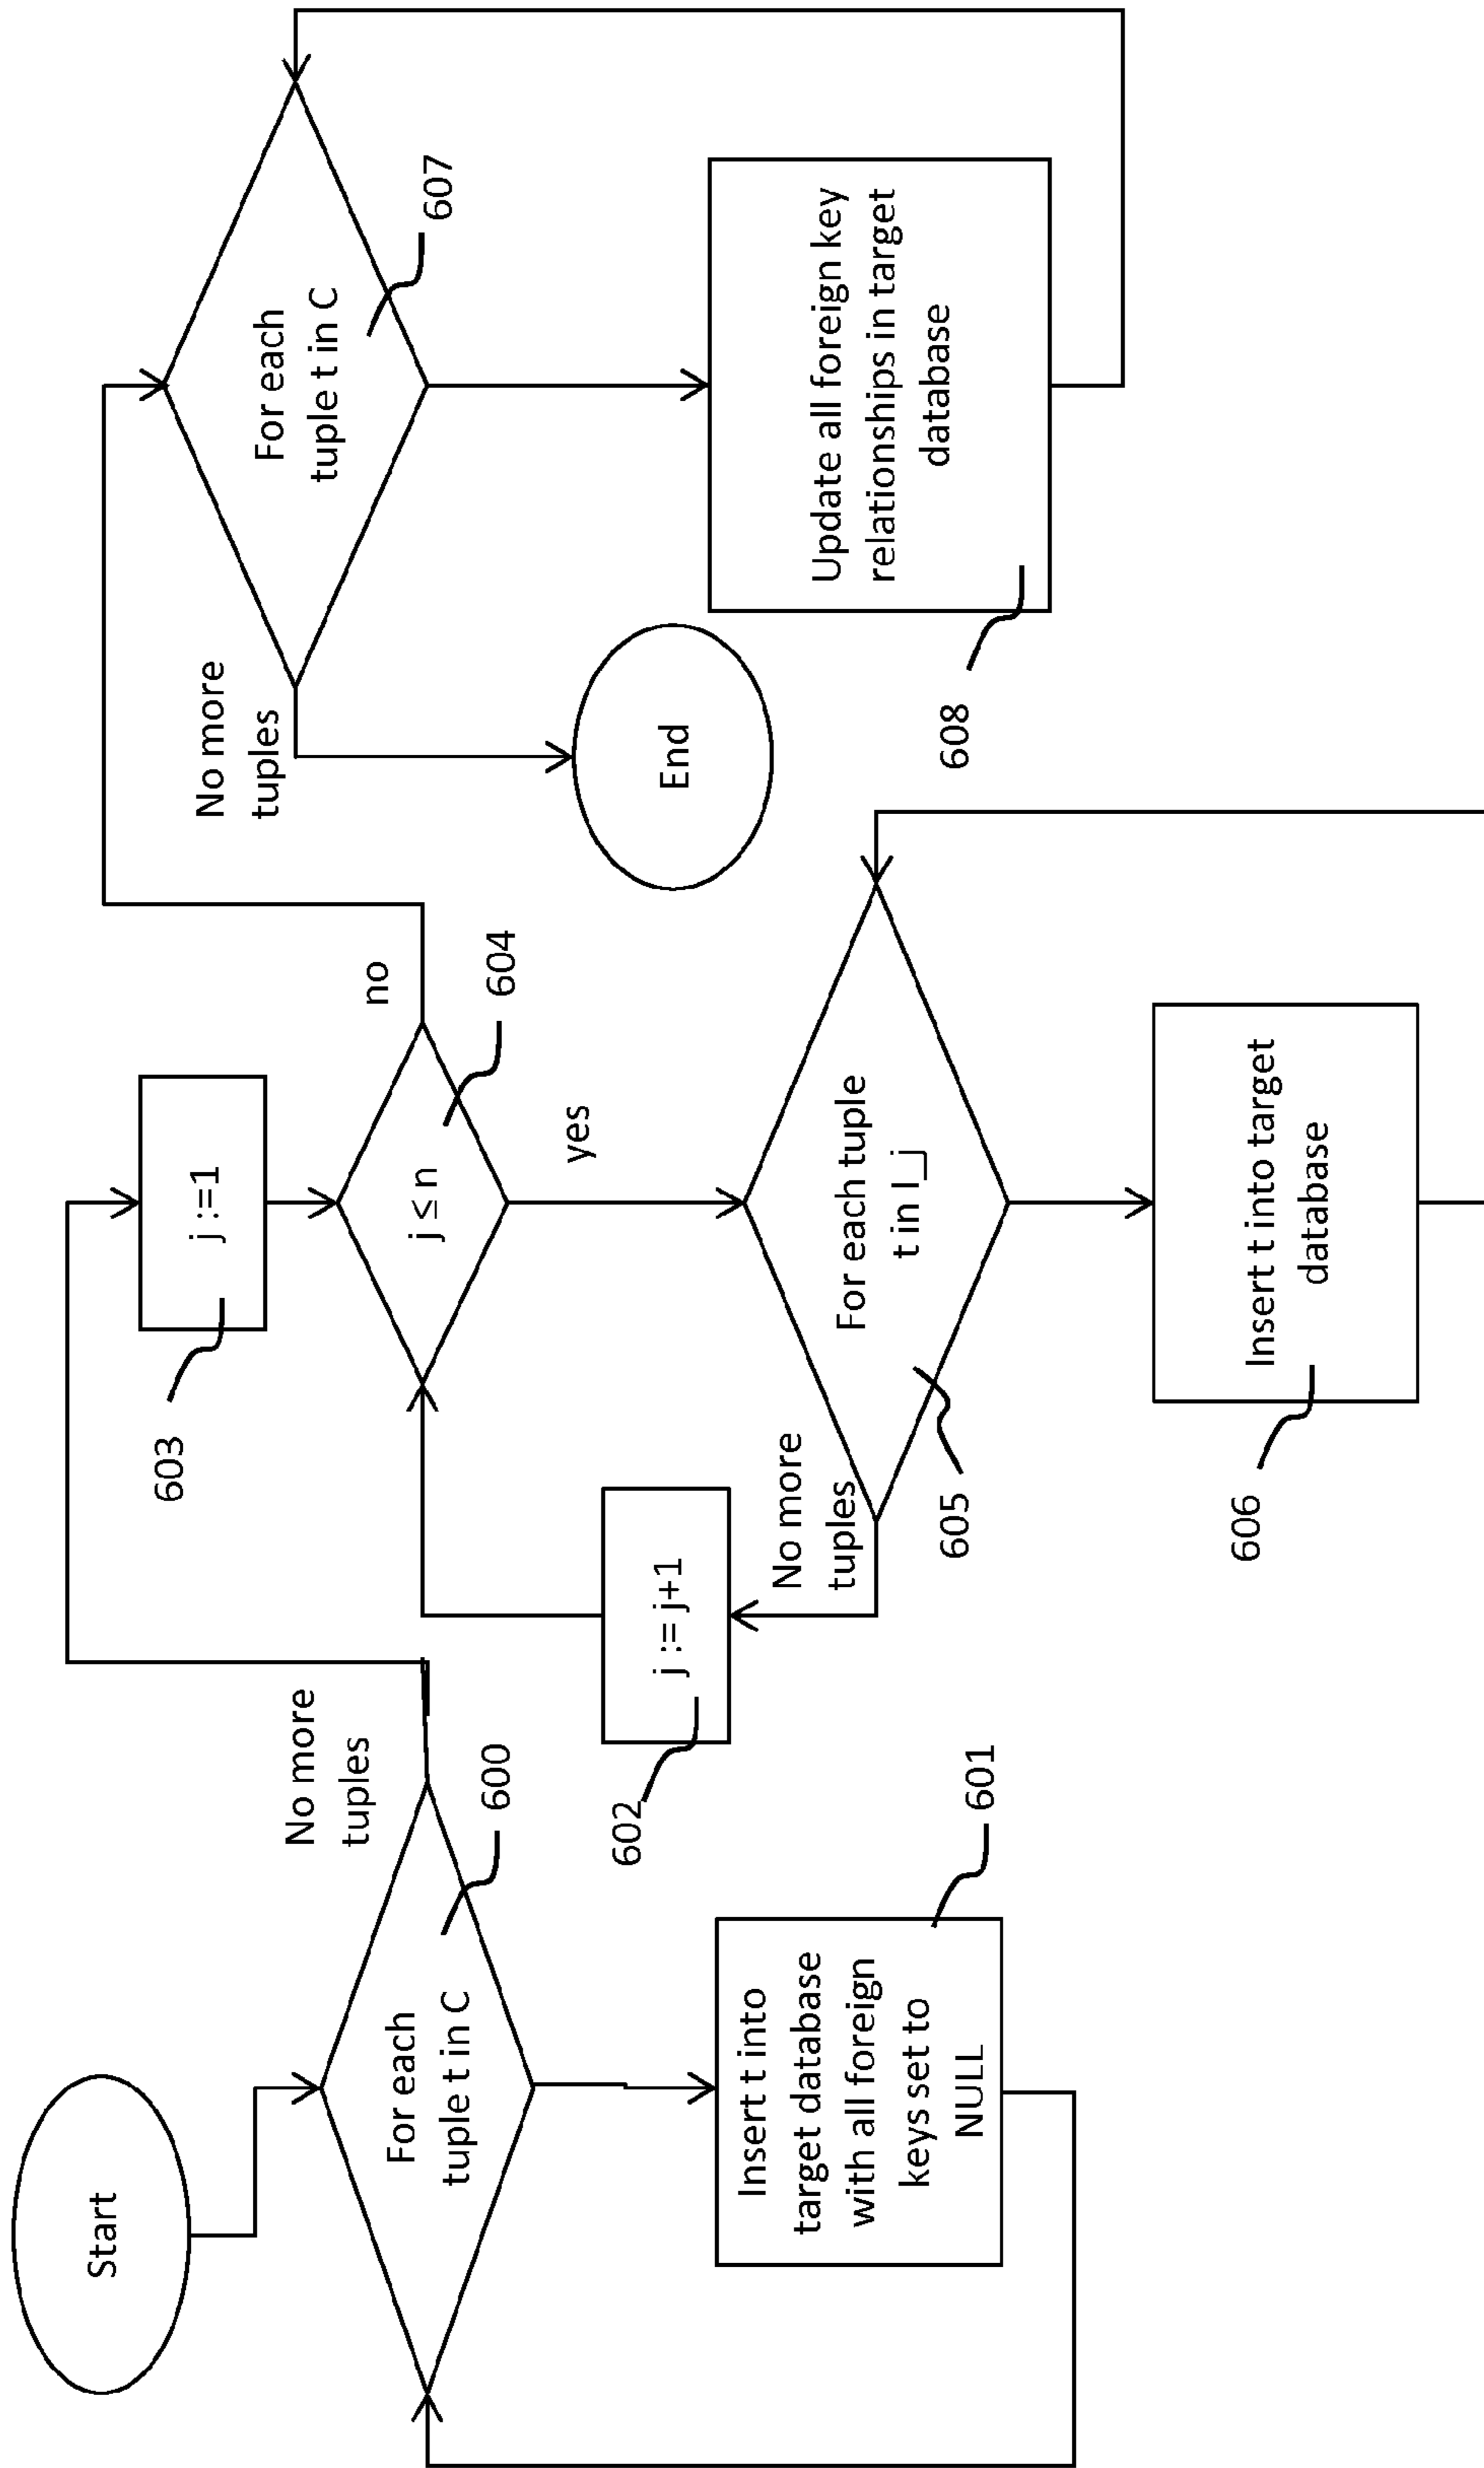 Start
For each
tuple t in C
600
No more
tuples
Insert t into
target database
with all foreign
keys set to
NULL
601
j := j+1
602
j :=1
603
j ≤ n
604
no
yes
For each tuple
t in I_j
605
No more
tuples
Insert t into target
database
606
For each
tuple t in C
607
No more
tuples
End
Update all foreign key
relationships in target
database
608